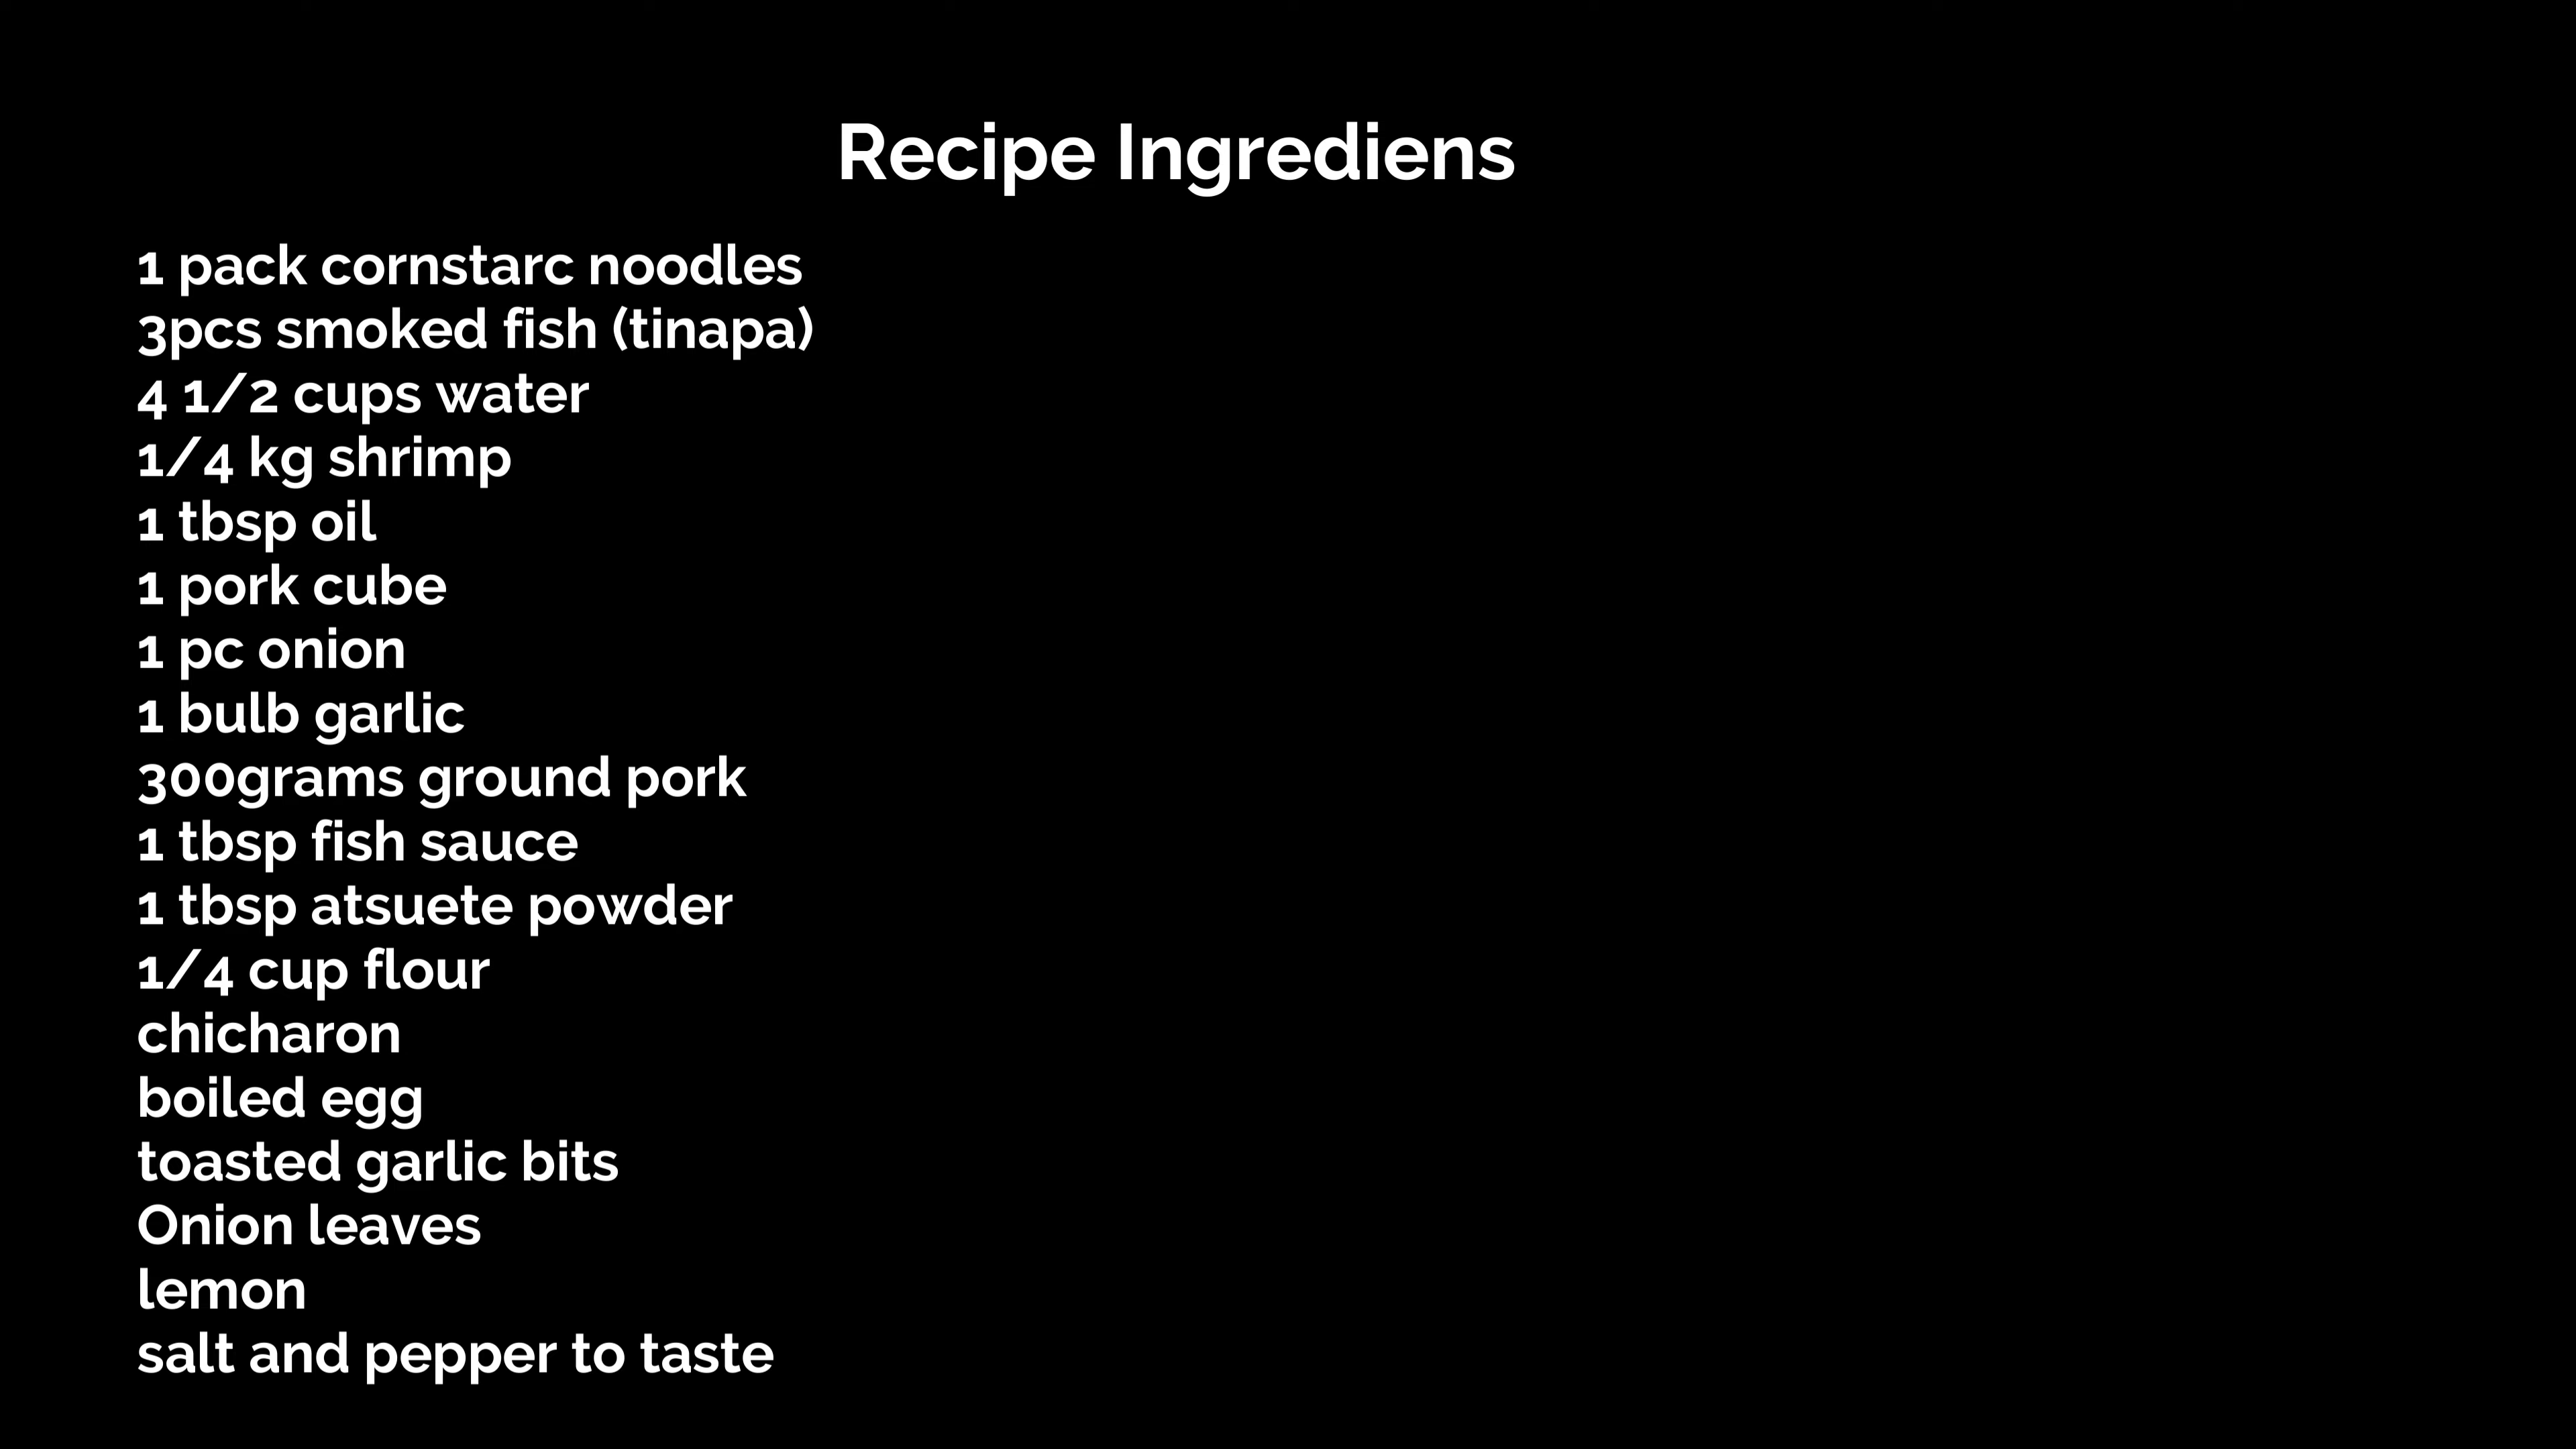 Recipe Ingrediens
1 pack cornstarc noodles
3pcs smoked fish (tinapa)
4 1/2 cups water
1/4 kg shrimp
1 tbsp oil
1 pork cube
1 pc onion
1 bulb garlic
300grams ground pork
1 tbsp fish sauce
1 tbsp atsuete powder
1/4 cup flour
chicharon
boiled egg
toasted garlic bits
Onion leaves
lemon
salt and pepper to taste